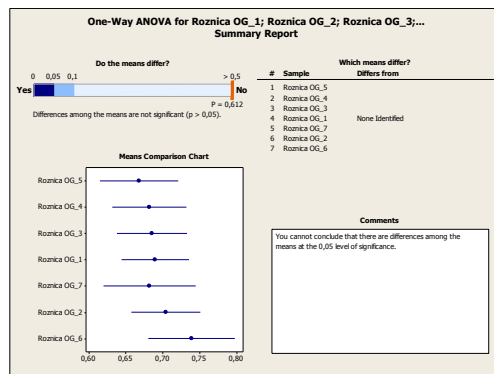 One-Way ANOVA for Roznica OG_1; Roznica OG_2; Roznica OG_3;...
Summary Report
Do the means differ?
0 0,05 0,1 > 0,5
Yes No
P = 0,612
Differences among the means are not significant (p > 0,05).
Which means differ?
# Sample Differs from
1 Roznica OG_5
2 Roznica OG_4
3 Roznica OG_3
4 Roznica OG_1 None Identified
5 Roznica OG_7
6 Roznica OG_2
7 Roznica OG_6
Means Comparison Chart
Roznica OG_5
Roznica OG_4
Roznica OG_3
Roznica OG_1
Roznica OG_7
Roznica OG_2
Roznica OG_6
0,60 0,65 0,70 0,75 0,80
Comments
You cannot conclude that there are differences among the
means at the 0,05 level of significance.